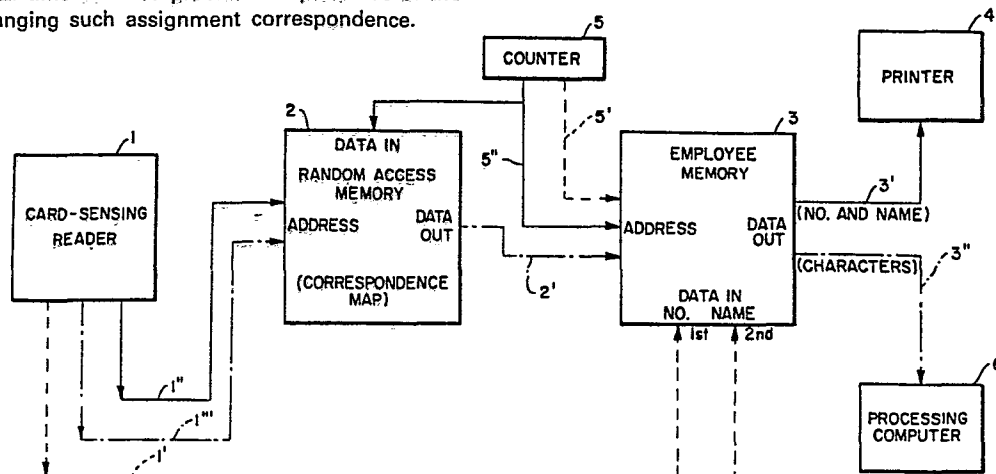 anging such assignment correspondence.
5
COUNTER
4
PRINTER
2
DATA IN
RANDOM ACCESS
MEMORY
ADDRESS
DATA
OUT
(CORRESPONDENCE
MAP)
5'
5"
3
EMPLOYEE
MEMORY
ADDRESS
DATA
OUT
DATA IN
NO. NAME
1st 2nd
3'
(NO. AND NAME)
(CHARACTERS)
3"
1
CARD-SENSING
READER
2'
1"
1"'
1'
6
PROCESSING
COMPUTER